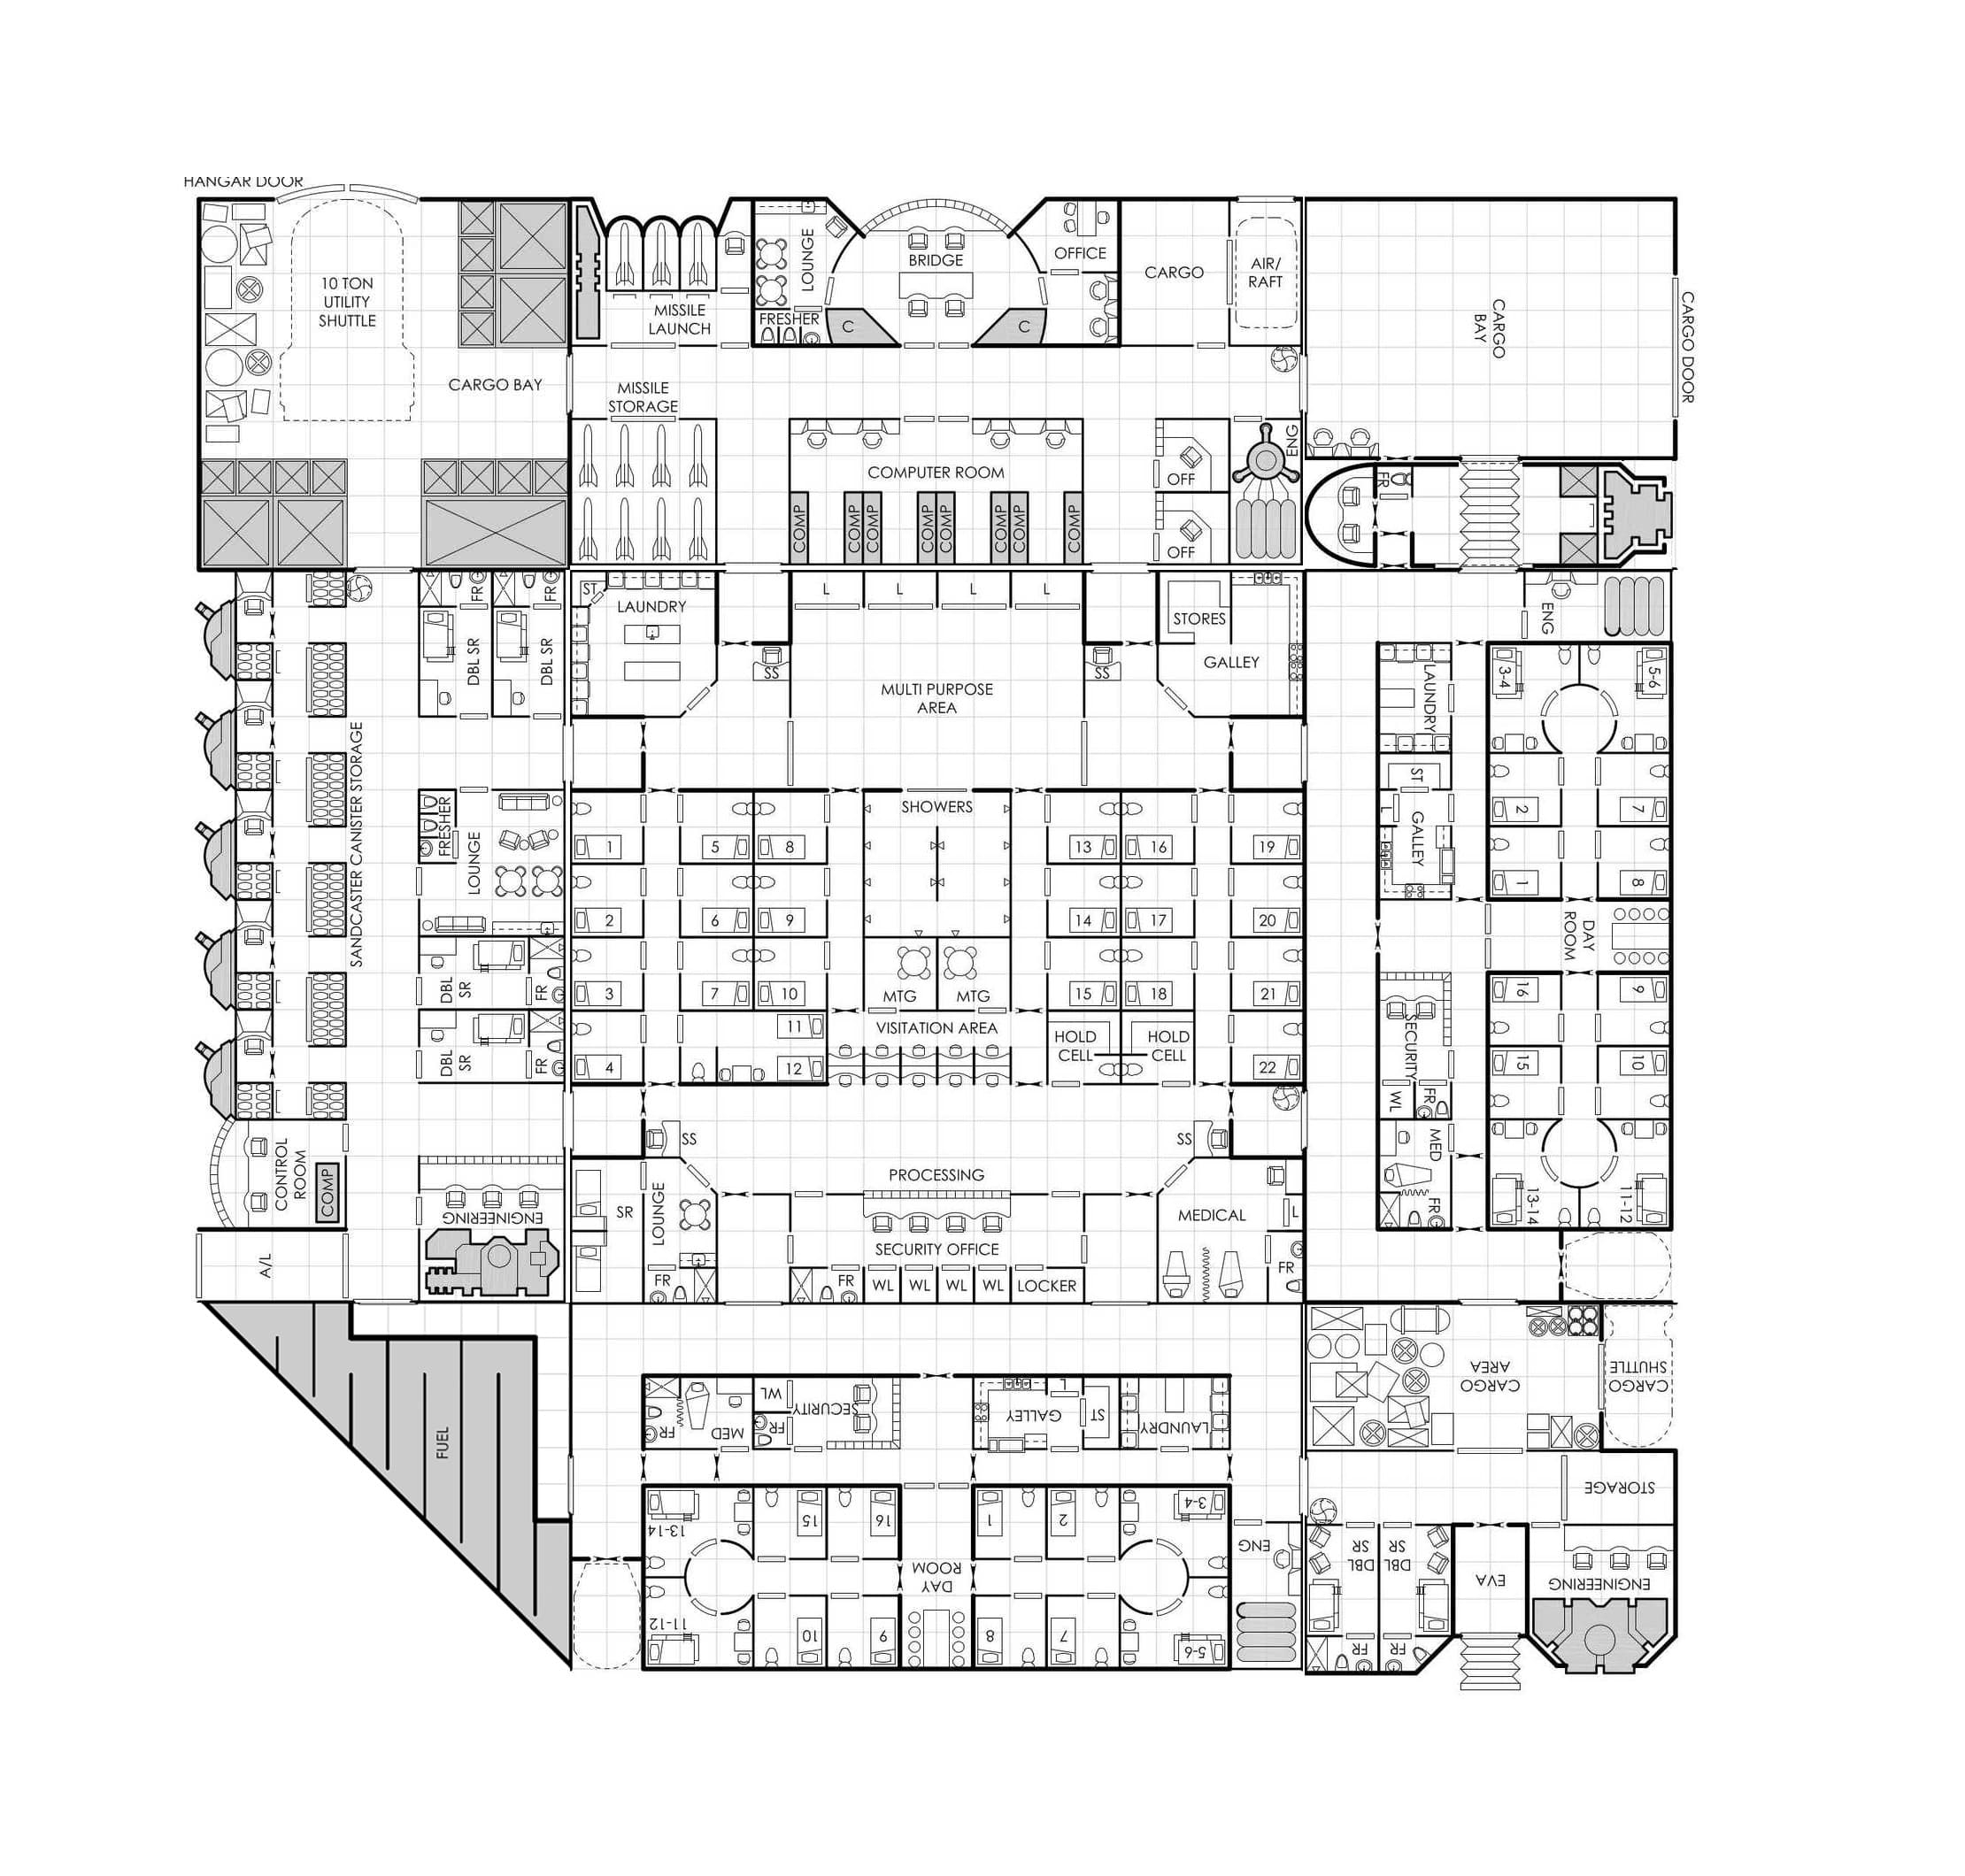 HANGAR DOOR
10 TON
UTILITY
SHUTTLE
CARGO BAY
MISSILE
LAUNCH
LOUNGE
FRESHER
BRIDGE
C
C
OFFICE
CARGO
AIR/
RAFT
CARGO
BAY
CARGO DOOR
MISSILE
STORAGE
COMPUTER ROOM
COMP
COMP
COMP
COMP
COMP
COMP
COMP
COMP
OFF
OFF
ENG
FR
SANDCASTER CANISTER STORAGE
FR
FR
DBL SR
DBL SR
FRESHER
LOUNGE
DBL
SR
FR
DBL
SR
FR
CONTROL
ROOM
COMP
ENGINEERING
A/L
FUEL
ST
LAUNDRY
L
L
L
L
SS
SS
MULTI PURPOSE
AREA
STORES
GALLEY
SHOWERS
1
5
8
13
16
19
2
6
9
14
17
20
3
7
10
15
18
21
MTG
MTG
VISITATION AREA
11
12
4
HOLD
CELL
HOLD
CELL
22
SS
SS
PROCESSING
SR
LOUNGE
FR
SECURITY OFFICE
FR
WL
WL
WL
WL
LOCKER
MEDICAL
L
FR
ENG
LAUNDRY
3-4
5-6
ST
L
GALLEY
2
7
1
8
DAY
ROOM
SECURITY
16
9
15
10
WL
FR
MED
FR
13-14
11-12
FR
MED
WL
FR
SECURITY
GALLEY
L
ST
LAUNDRY
13-14
15
16
1
2
3-4
DAY
ROOM
11-12
10
9
8
7
5-6
ENG
CARGO
AREA
CARGO
SHUTTLE
STORAGE
DBL
SR
DBL
SR
FR
FR
EVA
ENGINEERING